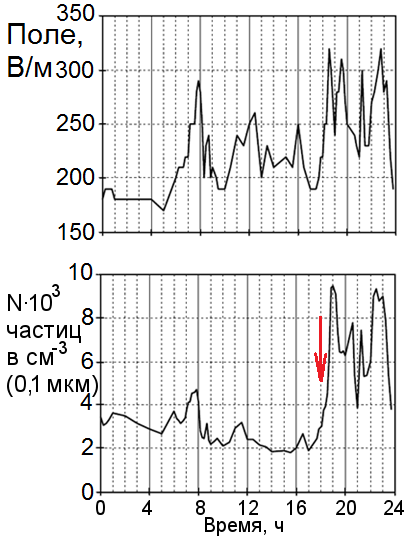 Поле,
В/м
350
300
250
200
150
N·10³
частиц
в см⁻³
(0,1 мкм)
10
8
6
4
2
0
0 4 8 12 16 20 24
Время, ч